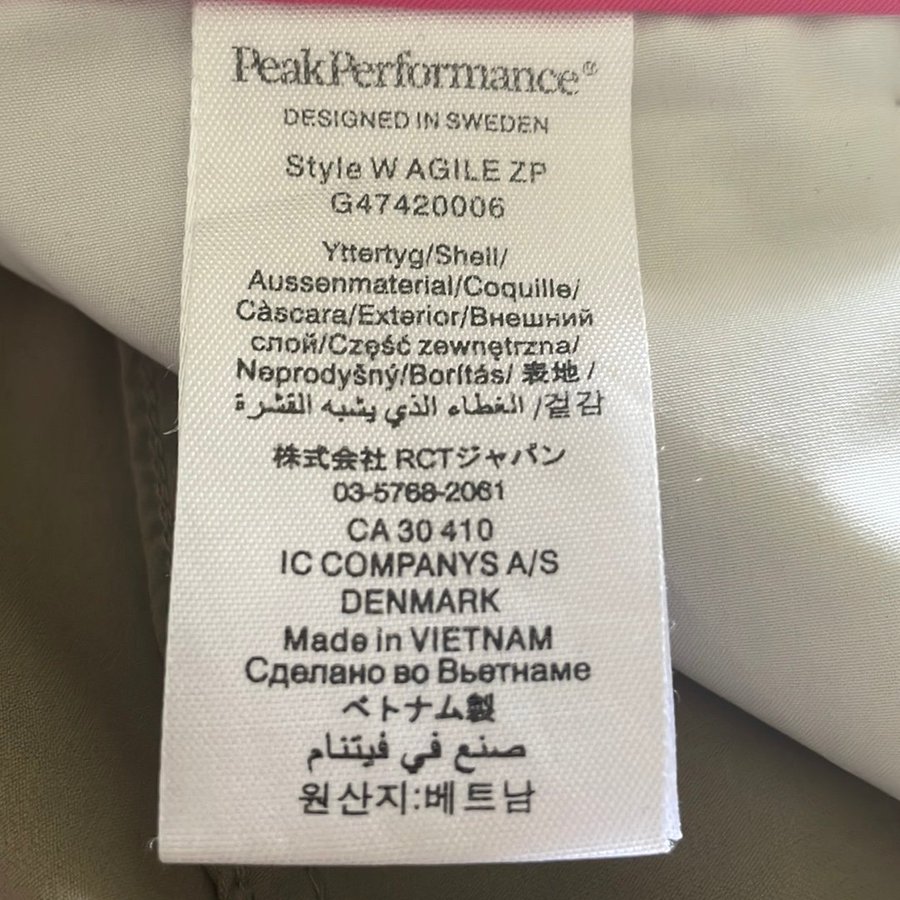 PeakPerformance®
DESIGNED IN SWEDEN
Style W AGILE ZP
G47420006
Yttertyg/Shell/
Aussenmaterial/Coquille/
Càscara/Exterior/Внешний
слой/Część zewnętrzna/
Neprodyšný/Borítás/ 表地 /
الغطاء الذي يشبه القشرة /겉감
株式会社 RCTジャパン
03-5768-2061
CA 30 410
IC COMPANYS A/S
DENMARK
Made in VIETNAM
Сделано во Вьетнаме
ベトナム製
صنع في فيتنام
원산지:베트남